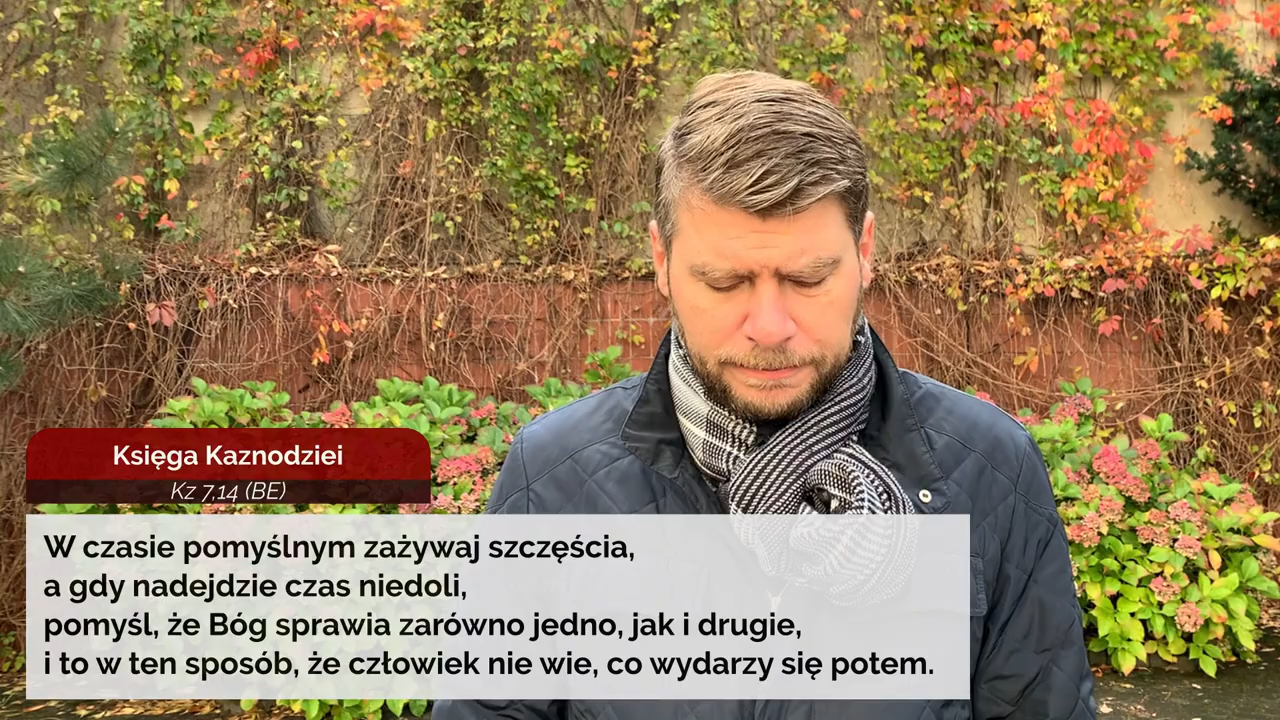 Księga Kaznodziei
Kz 7,14 (BE)
W czasie pomyślnym zażywaj szczęścia,
a gdy nadejdzie czas niedoli,
pomyśl, że Bóg sprawia zarówno jedno, jak i drugie,
i to w ten sposób, że człowiek nie wie, co wydarzy się potem.